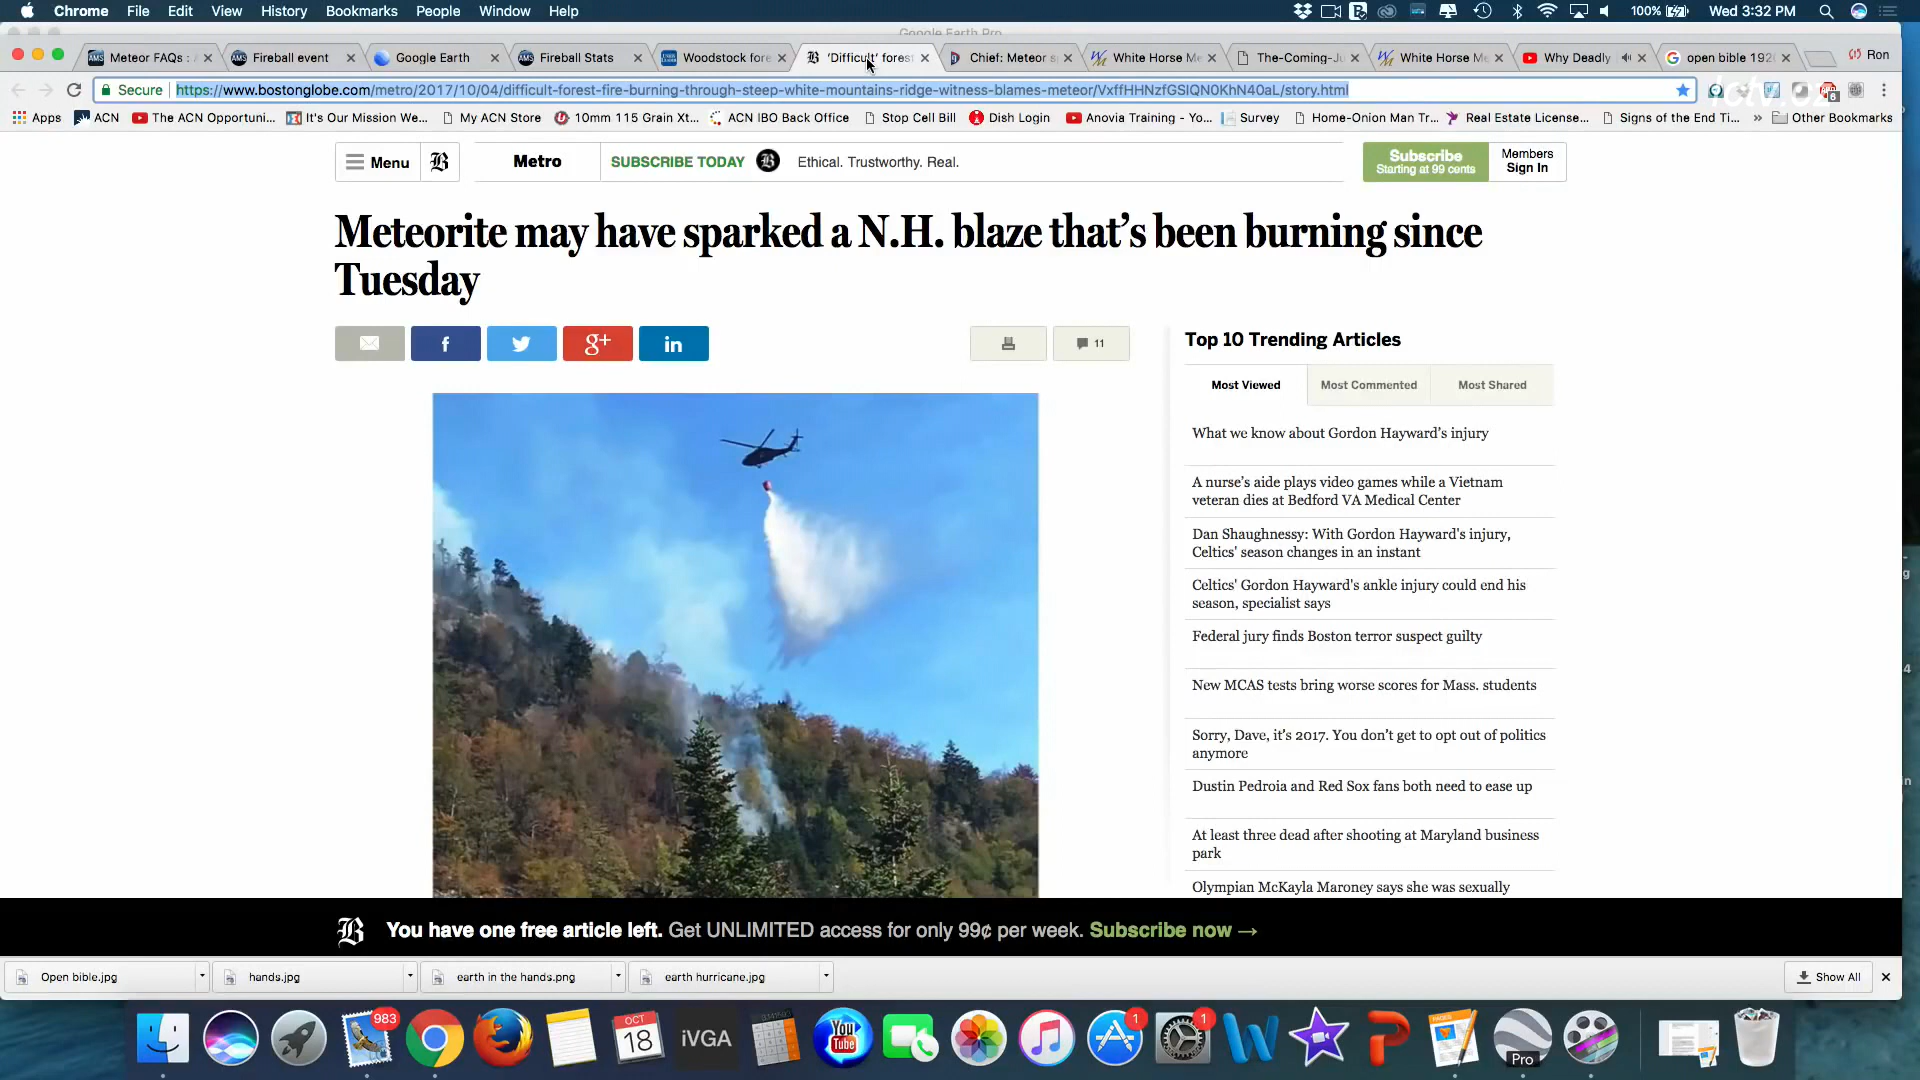 Chrome File Edit View History Bookmarks People Window Help 100% Wed 3:32 PM
Google Earth Pro
Meteor FAQs : Fireball event Google Earth Fireball Stats Woodstock fore 'Difficult' forest Chief: Meteor s White Horse Me The-Coming-Ju White Horse Me Why Deadly open bible 192 Ron
Secure https://www.bostonglobe.com/metro/2017/10/04/difficult-forest-fire-burning-through-steep-white-mountains-ridge-witness-blames-meteor/VxffHHNzfGSlQN0KhN40aL/story.html
Apps ACN The ACN Opportuni... It's Our Mission We... My ACN Store 10mm 115 Grain Xt... ACN IBO Back Office Stop Cell Bill Dish Login Anovia Training - Yo... Survey Home-Onion Man Tr... Real Estate License... Signs of the End Ti... » Other Bookmarks
Menu B Metro SUBSCRIBE TODAY B Ethical. Trustworthy. Real. Subscribe Members
Starting at 99 cents Sign In
Meteorite may have sparked a N.H. blaze that's been burning since
Tuesday
f g+ in 11
Top 10 Trending Articles
Most Viewed Most Commented Most Shared
What we know about Gordon Hayward's injury
A nurse's aide plays video games while a Vietnam
veteran dies at Bedford VA Medical Center
Dan Shaughnessy: With Gordon Hayward's injury,
Celtics' season changes in an instant
Celtics' Gordon Hayward's ankle injury could end his
season, specialist says
Federal jury finds Boston terror suspect guilty
New MCAS tests bring worse scores for Mass. students
Sorry, Dave, it's 2017. You don't get to opt out of politics
anymore
Dustin Pedroia and Red Sox fans both need to ease up
At least three dead after shooting at Maryland business
park
Olympian McKayla Maroney says she was sexually
B You have one free article left. Get UNLIMITED access for only 99¢ per week. Subscribe now →
Open bible.jpg hands.jpg earth in the hands.png earth hurricane.jpg Show All
983 OCT 18 iVGA You Tube 1 1 W P PAGES Pro